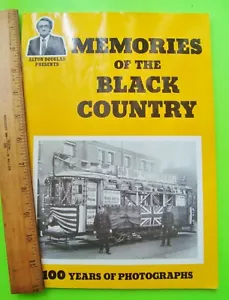 ALTON DOUGLAS
PRESENTS
MEMORIES
OF THE
BLACK
COUNTRY
100 YEARS OF PHOTOGRAPHS